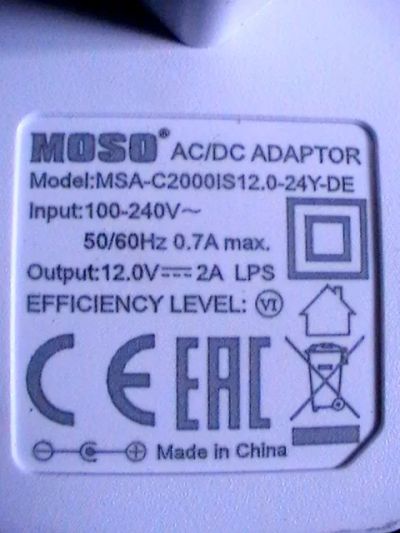 MOSO® AC/DC ADAPTOR
Model:MSA-C2000IS12.0-24Y-DE
Input:100-240V~
50/60Hz 0.7A max.
Output:12.0V⎓2A LPS
EFFICIENCY LEVEL: VI
CE EAC
Made in China